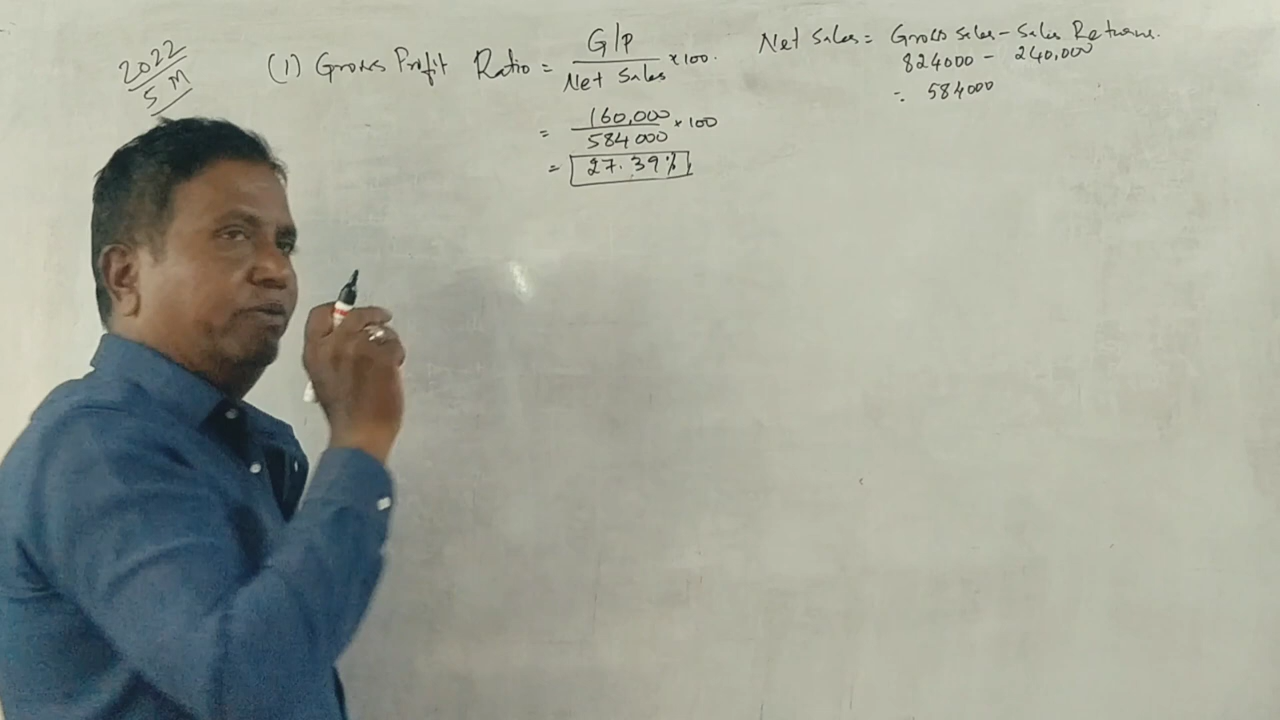 2022
5 M
(1) Gross Profit Ratio = G/P / Net Sales × 100.
= 160,000 / 584000 × 100
= 27.39%
Net Sales = Gross Sales - Sales Returns.
824000 - 240,000
= 584000